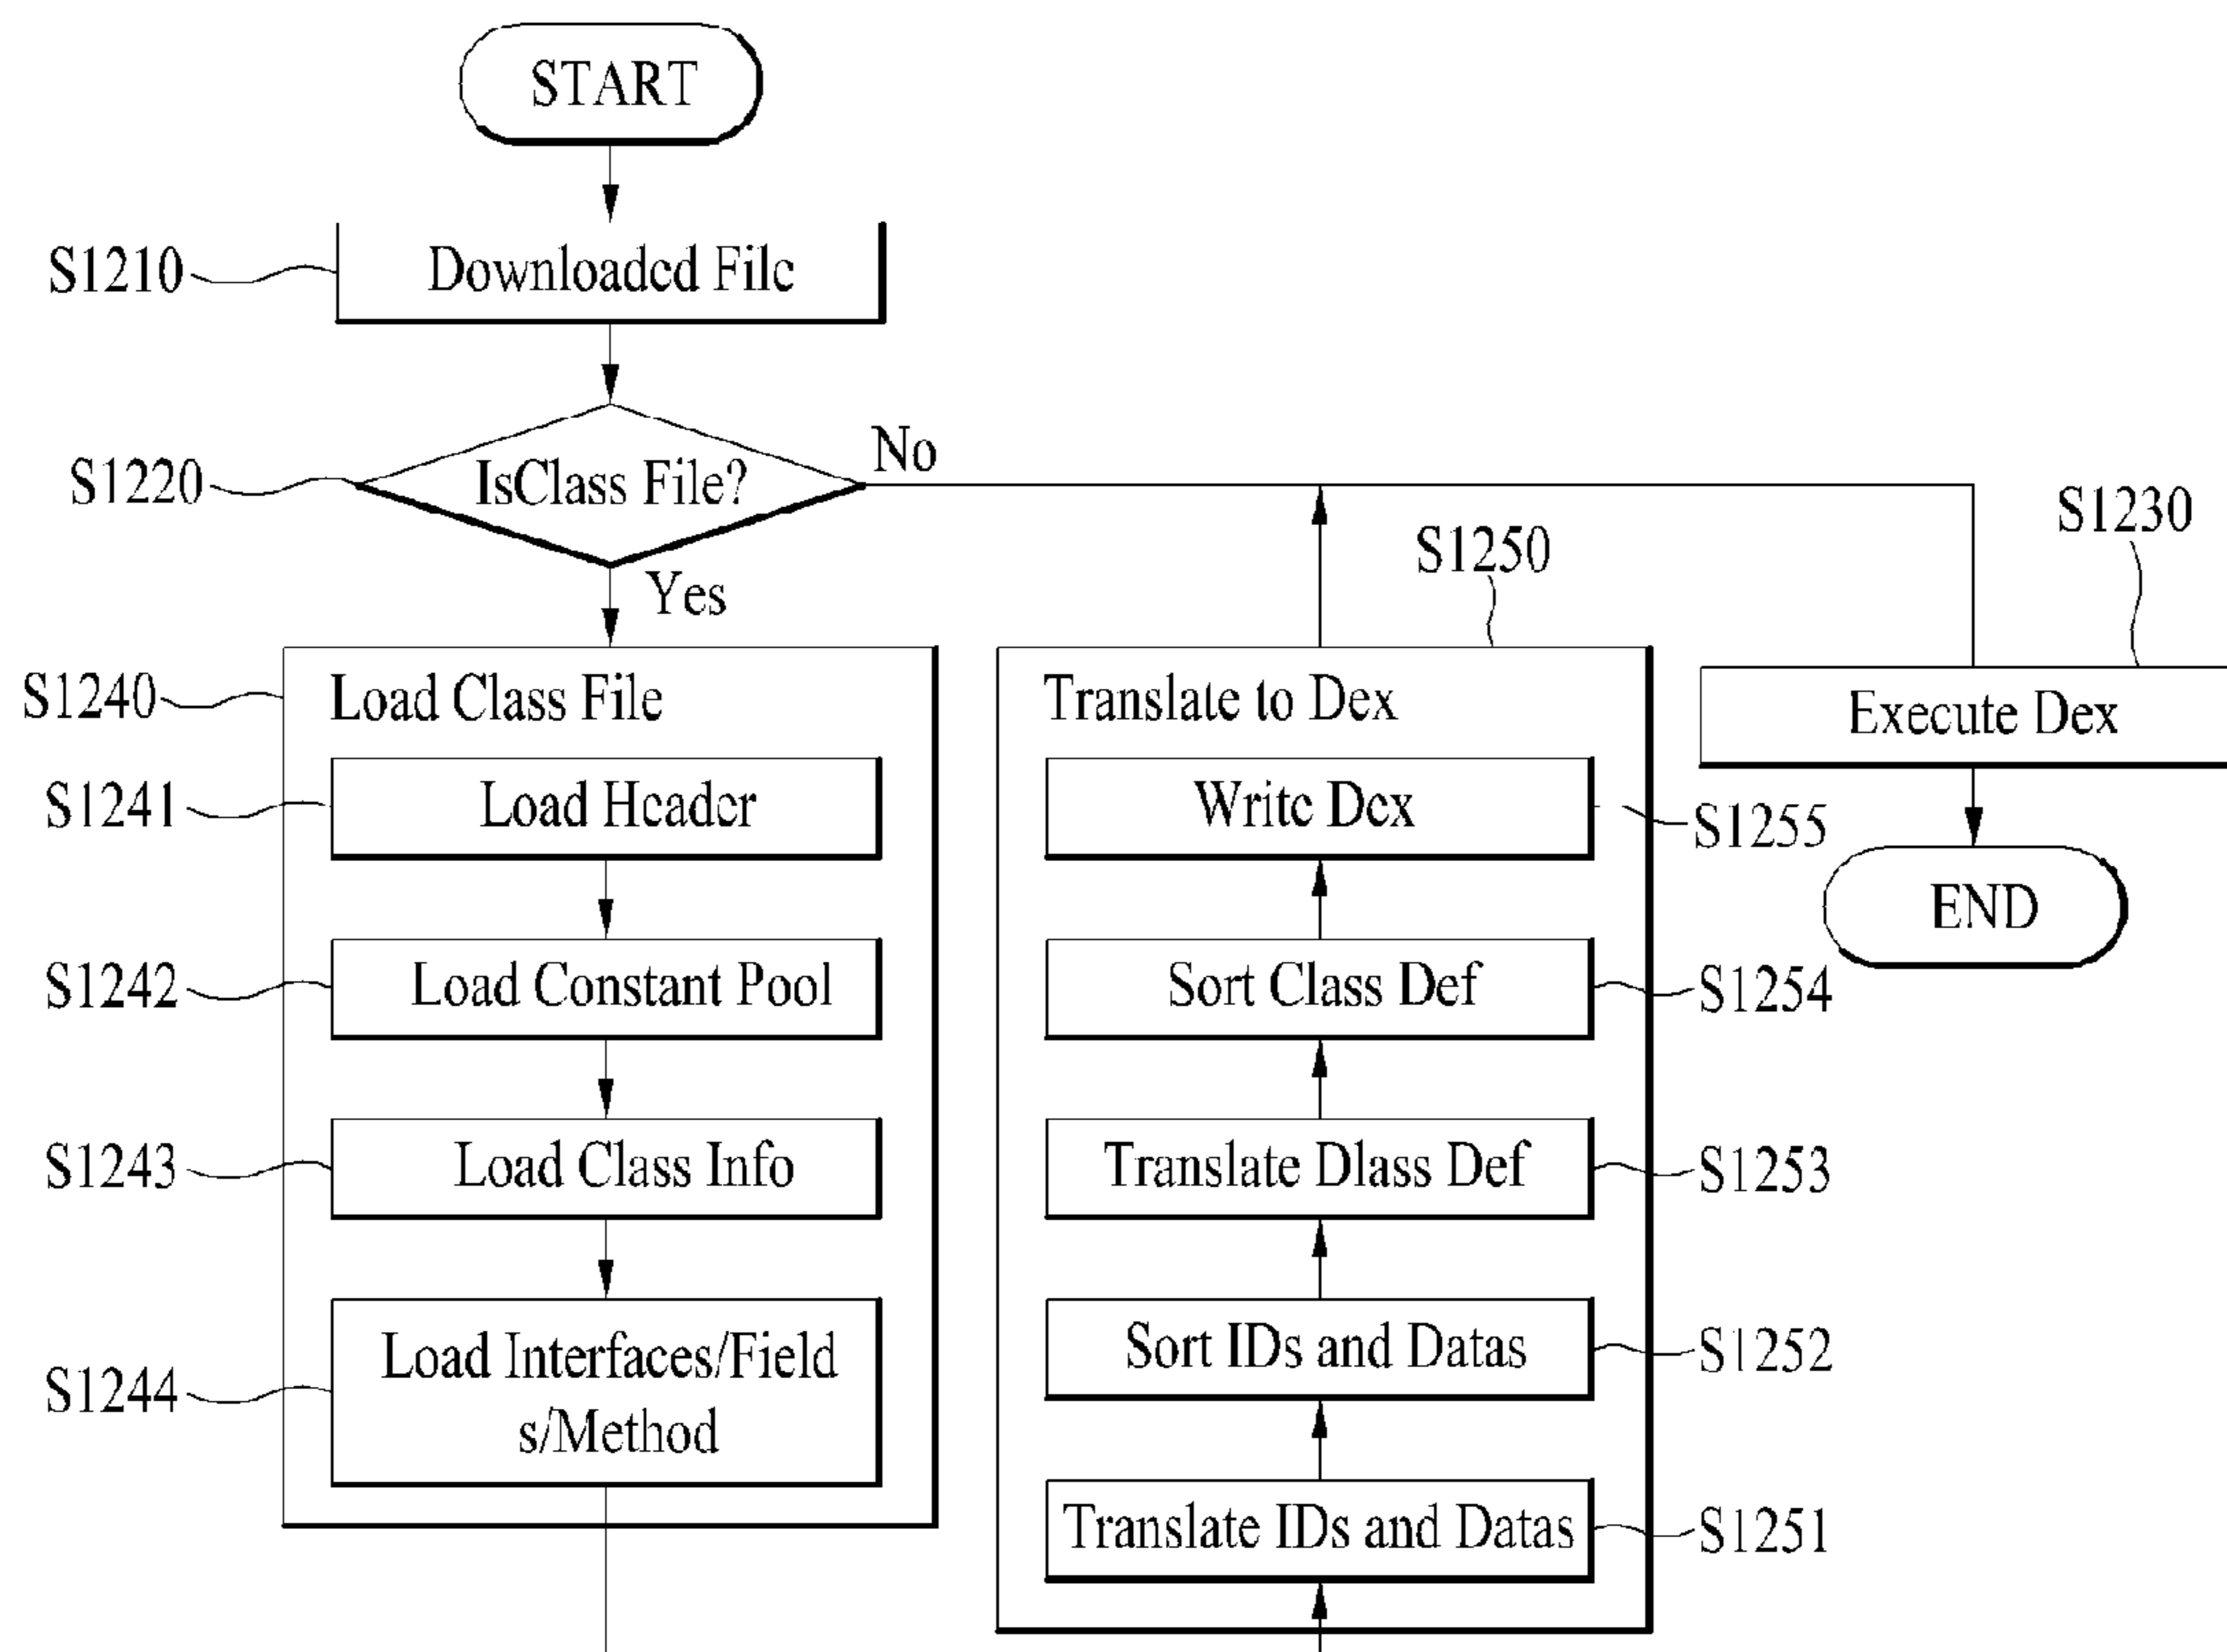 START
S1210
Downloaded File
S1220
IsClass File?
No
Yes
S1240
Load Class File
S1241
Load Header
S1242
Load Constant Pool
S1243
Load Class Info
S1244
Load Interfaces/Field
s/Method
S1250
Translate to Dex
Write Dex
S1255
Sort Class Def
S1254
Translate Dlass Def
S1253
Sort IDs and Datas
S1252
Translate IDs and Datas
S1251
S1230
Execute Dex
END